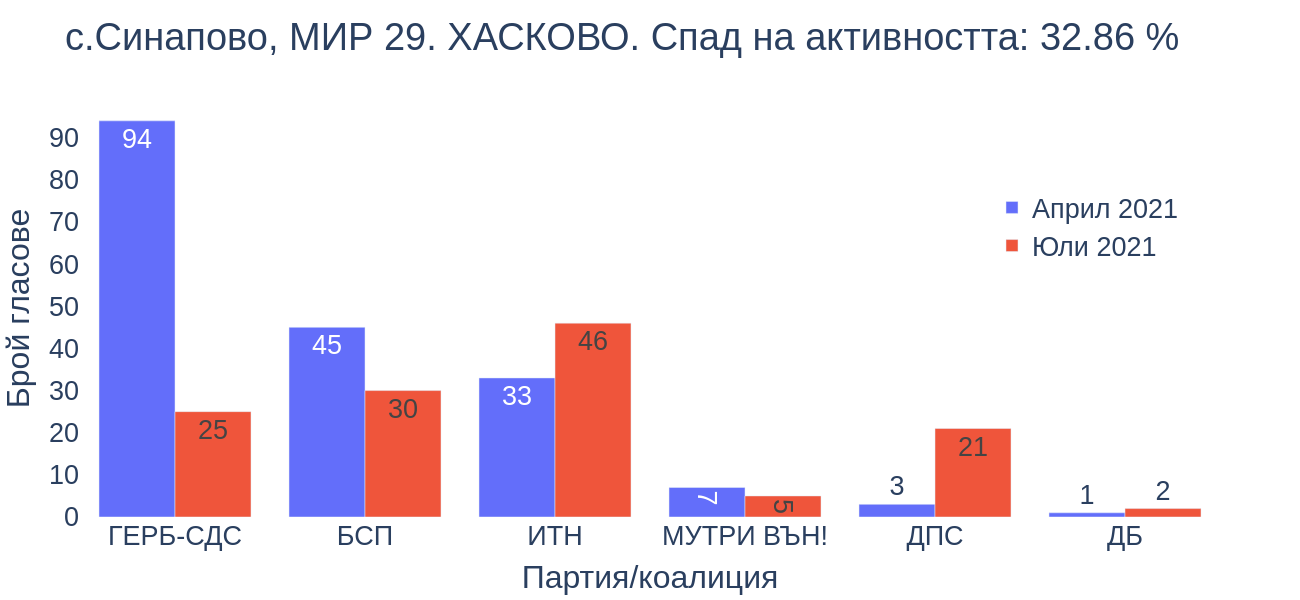 с.Синапово, МИР 29. ХАСКОВО. Спад на активността: 32.86 %
Брой гласове
90
80
70
60
50
40
30
20
10
0
94
25
45
30
33
46
7
5
3
21
1
2
Април 2021
Юли 2021
ГЕРБ-СДС
БСП
ИТН
МУТРИ ВЪН!
ДПС
ДБ
Партия/коалиция